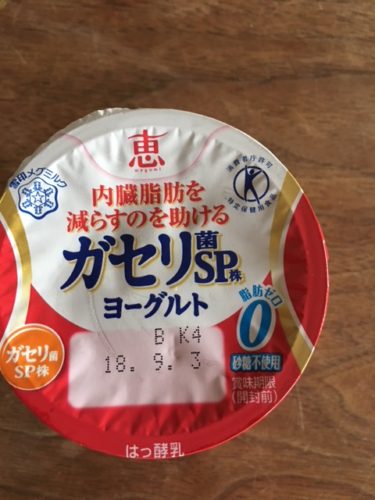 恵
megumi
雪印メグミルク
消費者庁許可
特定保健用食品
内臓脂肪を
減らすのを助ける
ガセリ菌SP株
ヨーグルト
B K4
18. 9. 3
脂肪ゼロ
0
砂糖不使用
賞味期限
(開封前)
ガセリ菌
SP株
はっ酵乳